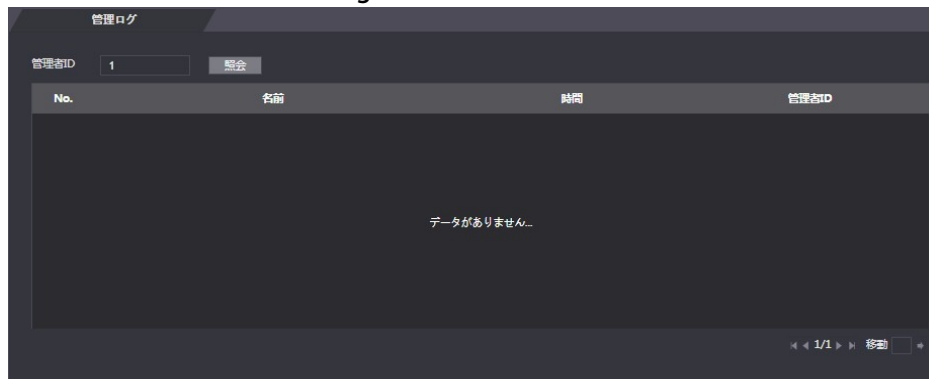 管理ログ
管理者ID 1 照会
No. 名前 時間 管理者ID
データがありません...
1/1 移動